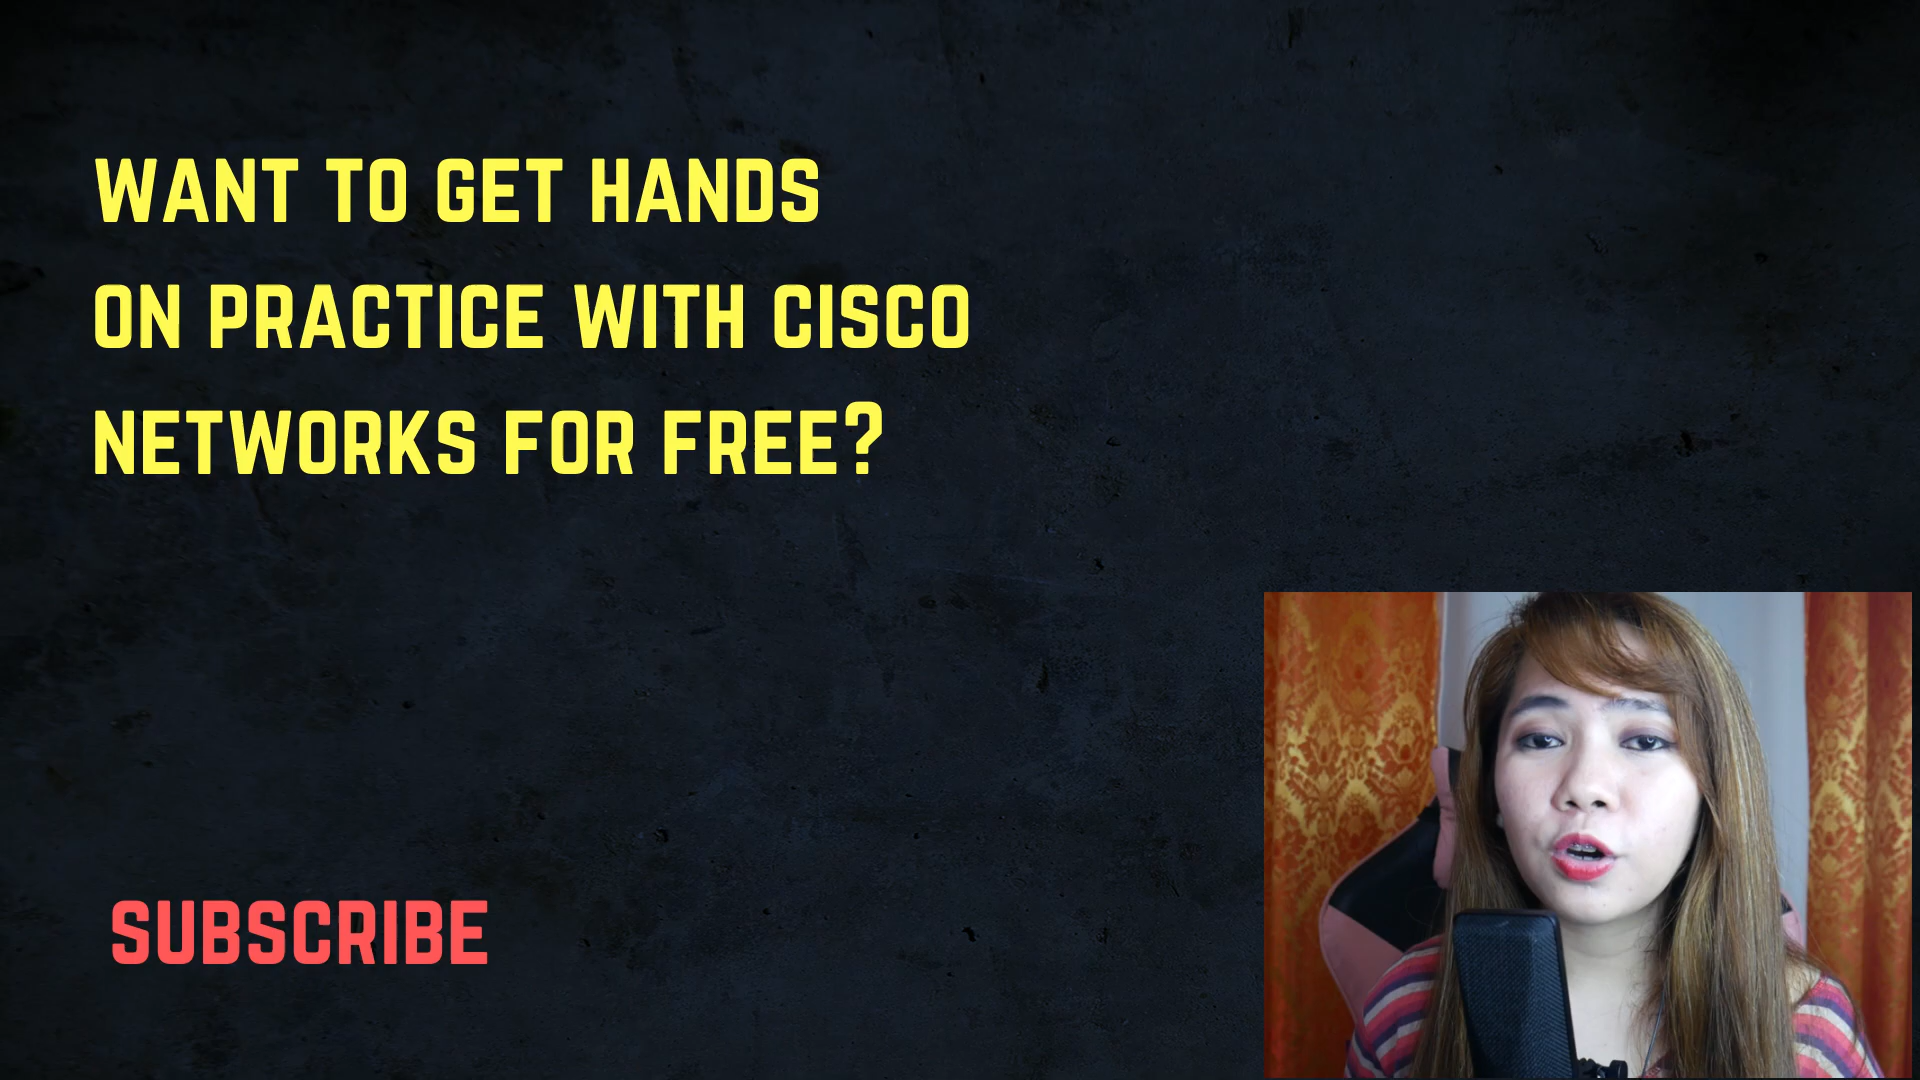 WANT TO GET HANDS
ON PRACTICE WITH CISCO
NETWORKS FOR FREE?
SUBSCRIBE